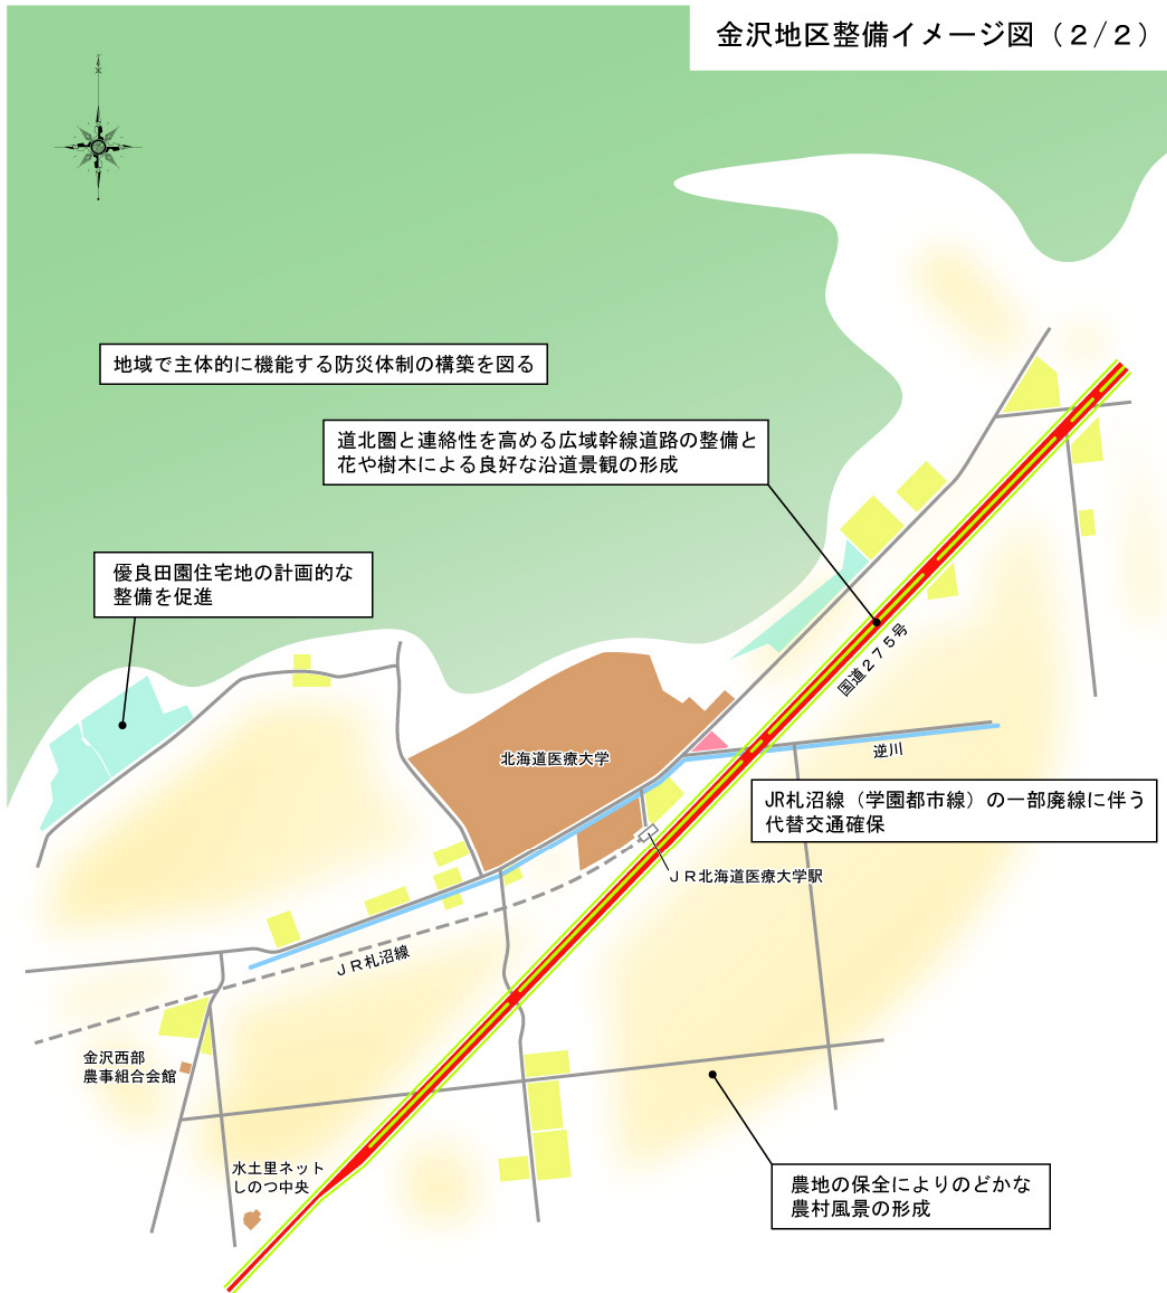 金沢地区整備イメージ図（２/２）
地域で主体的に機能する防災体制の構築を図る
道北圏と連絡性を高める広域幹線道路の整備と
花や樹木による良好な沿道景観の形成
優良田園住宅地の計画的な
整備を促進
国道２７５号
北海道医療大学
逆川
JR札沼線（学園都市線）の一部廃線に伴う
代替交通確保
ＪＲ北海道医療大学駅
ＪＲ札沼線
金沢西部
農事組合会館
水土里ネット
しのつ中央
農地の保全によりのどかな
農村風景の形成